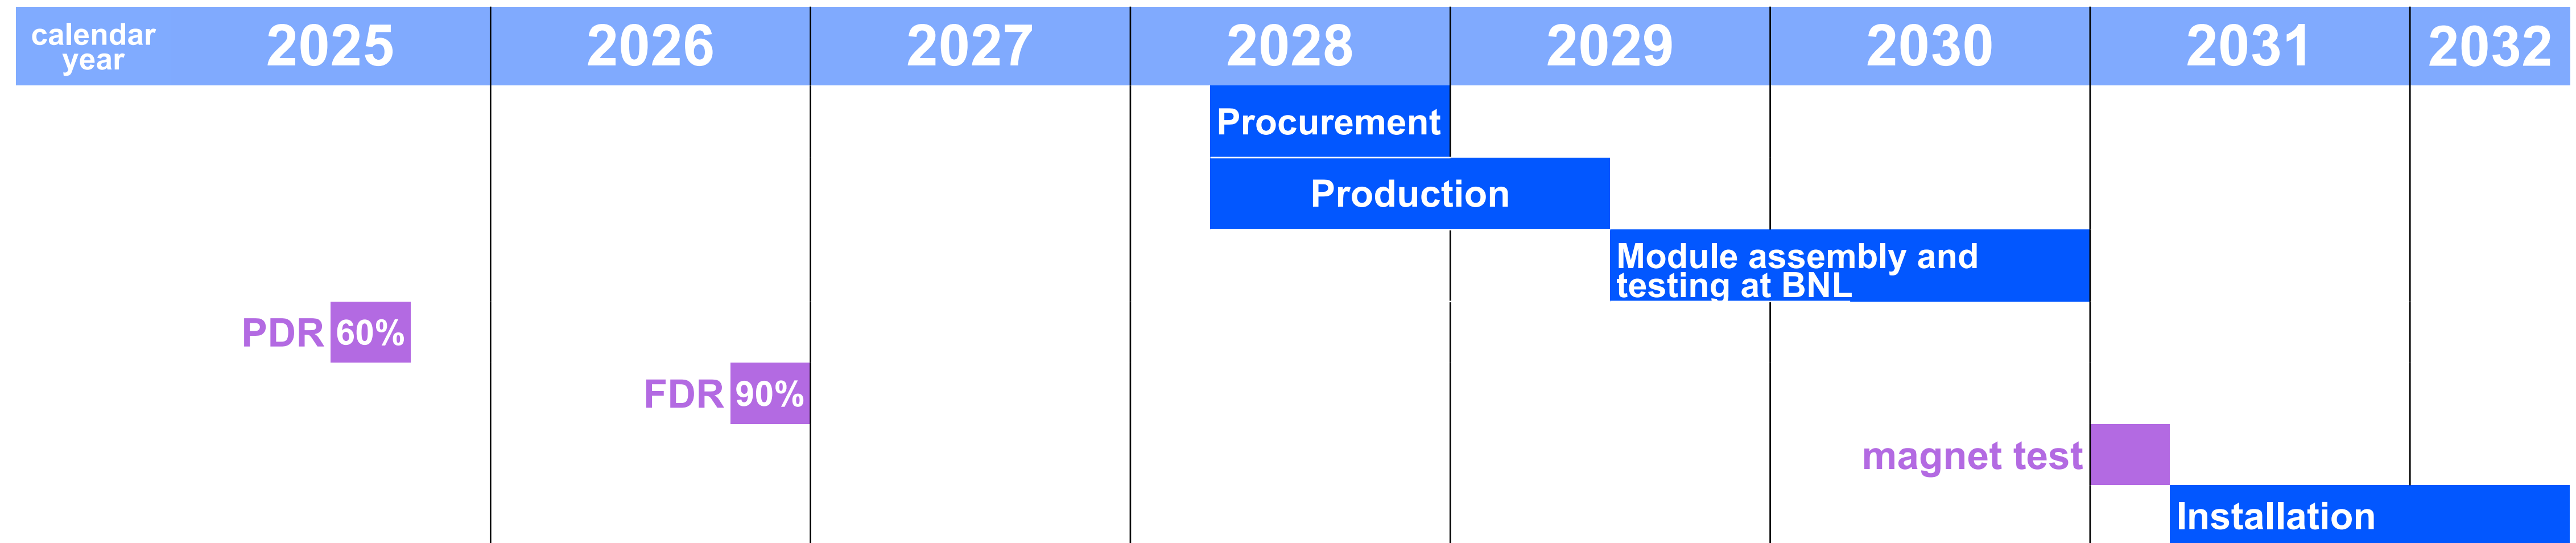 calendar
year
2025
2026
2027
2028
2029
2030
2031
2032
Procurement
Production
Module assembly and
testing at BNL
PDR 60%
FDR 90%
magnet test
Installation